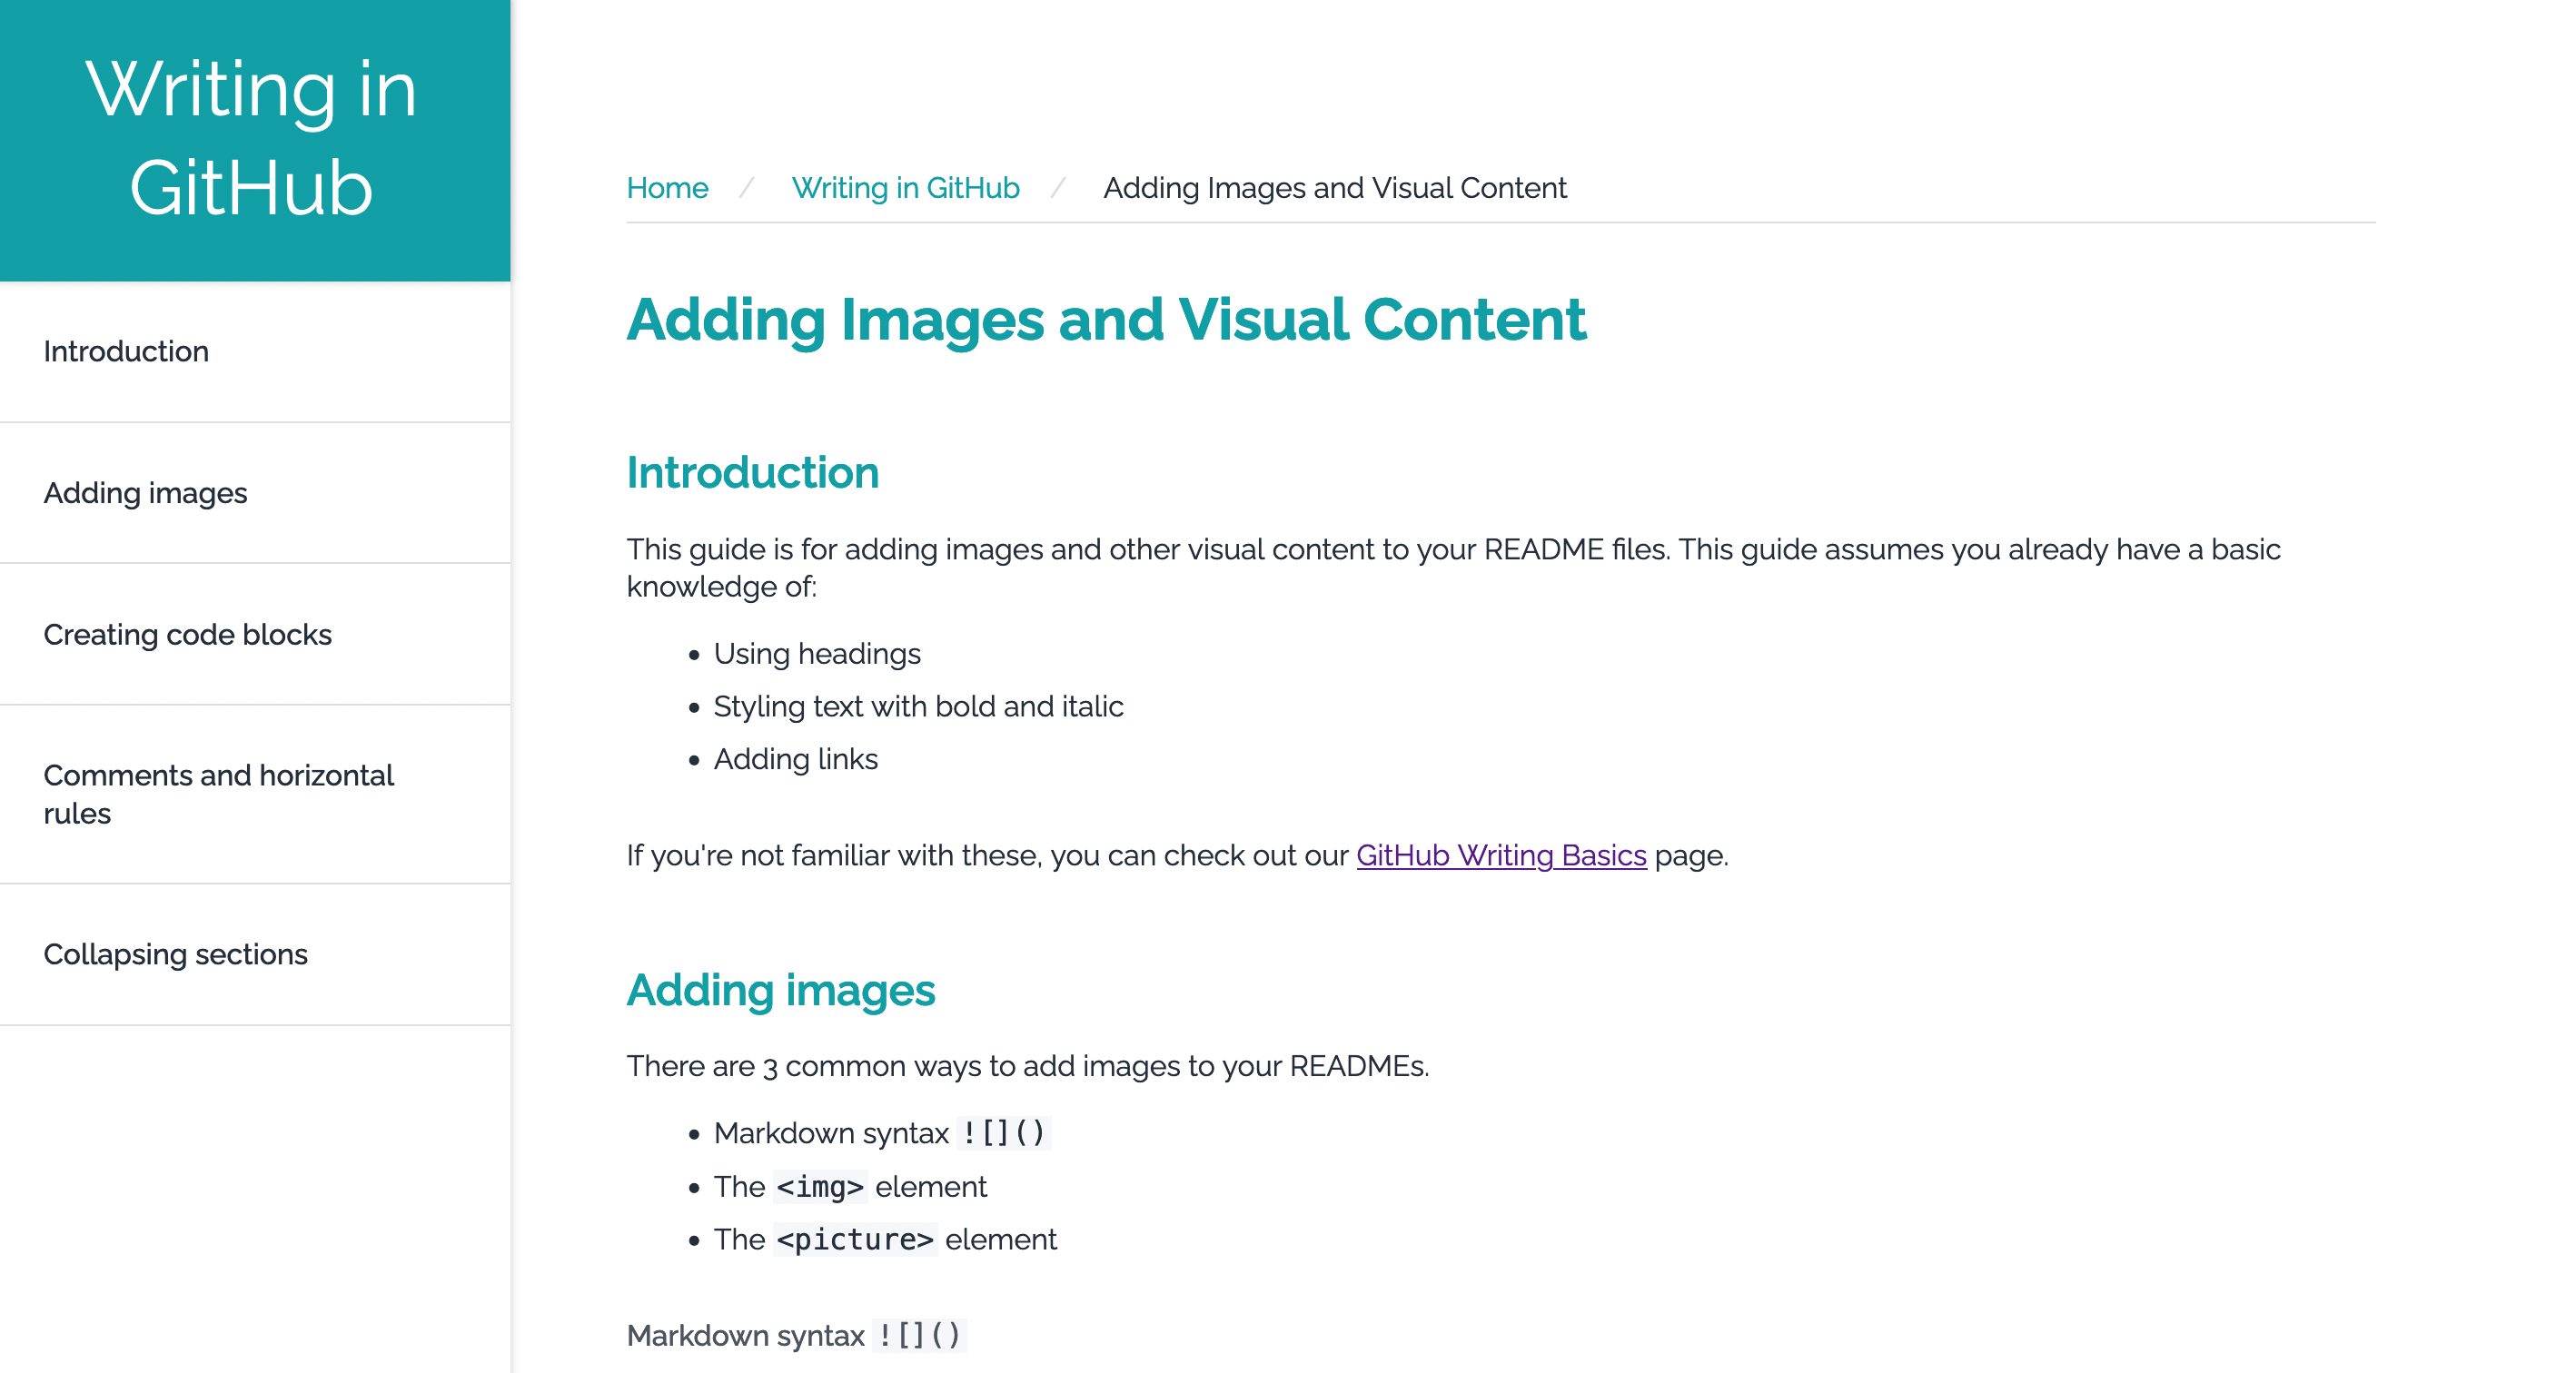 Writing in
GitHub
Introduction
Adding images
Creating code blocks
Comments and horizontal
rules
Collapsing sections
Home / Writing in GitHub / Adding Images and Visual Content
Adding Images and Visual Content
Introduction
This guide is for adding images and other visual content to your README files. This guide assumes you already have a basic
knowledge of:
• Using headings
• Styling text with bold and italic
• Adding links
If you're not familiar with these, you can check out our GitHub Writing Basics page.
Adding images
There are 3 common ways to add images to your READMEs.
• Markdown syntax ![]()
• The <img> element
• The <picture> element
Markdown syntax ![]()